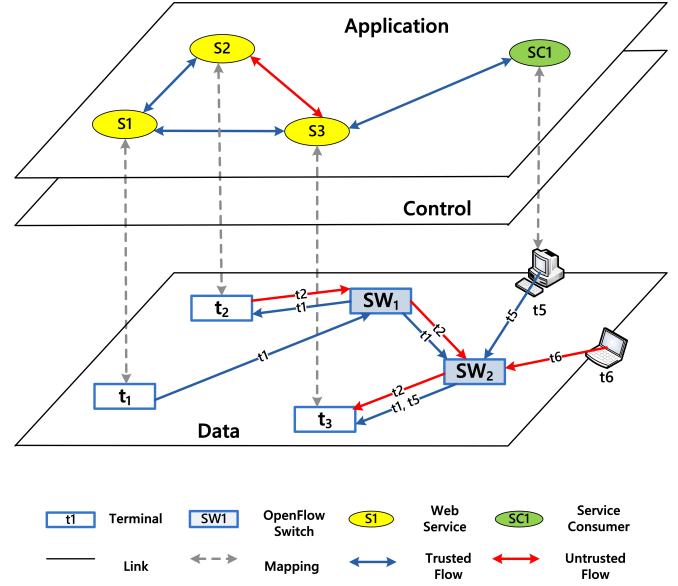 Application
S2
SC1
S1
S3
Control
t5
t2
t2
SW1
t1
t2
t1
t5
t1
t6
t6
SW2
t2
t1
t1, t5
t3
Data
t1
Terminal
SW1
OpenFlow
Switch
S1
Web
Service
SC1
Service
Consumer
Link
Mapping
Trusted
Flow
Untrusted
Flow